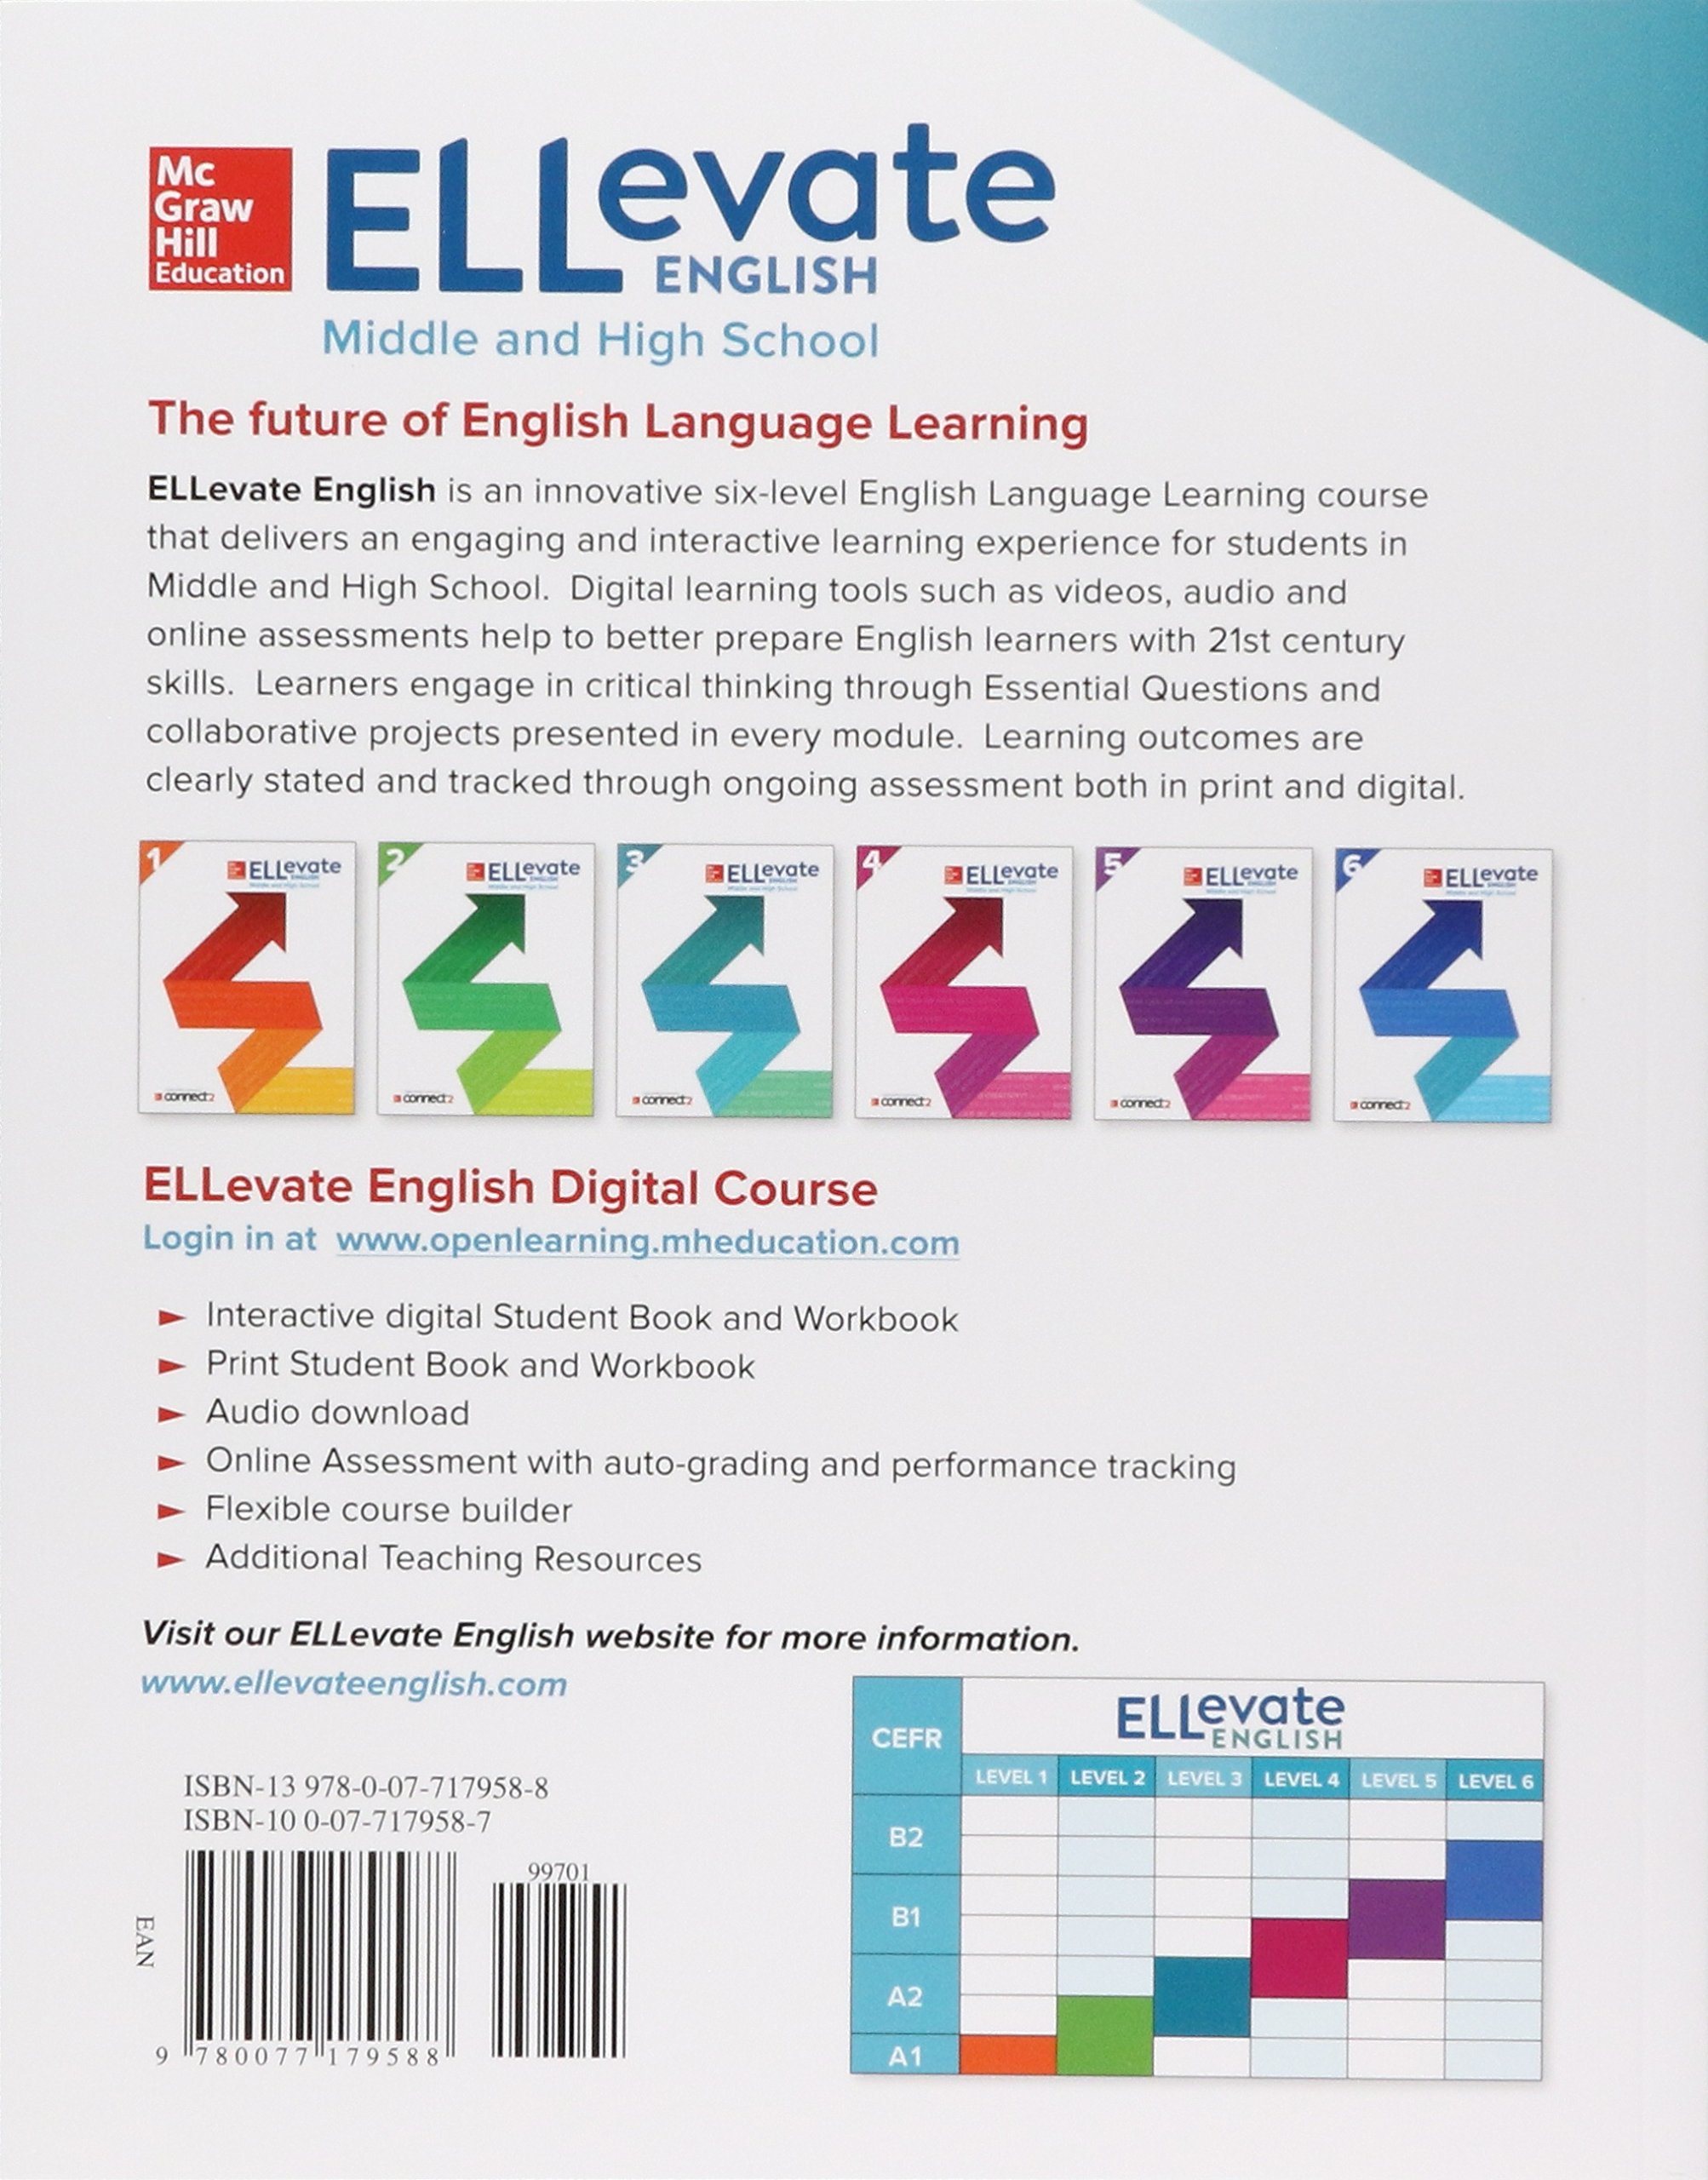 Mc
Graw
Hill
Education
ELLevate
ENGLISH
Middle and High School
The future of English Language Learning
ELLevate English is an innovative six-level English Language Learning course
that delivers an engaging and interactive learning experience for students in
Middle and High School. Digital learning tools such as videos, audio and
online assessments help to better prepare English learners with 21st century
skills. Learners engage in critical thinking through Essential Questions and
collaborative projects presented in every module. Learning outcomes are
clearly stated and tracked through ongoing assessment both in print and digital.
1 ELLevate ENGLISH Middle and High School connect2
2 ELLevate ENGLISH Middle and High School connect2
3 ELLevate ENGLISH Middle and High School connect2
4 ELLevate ENGLISH Middle and High School connect2
5 ELLevate ENGLISH Middle and High School connect2
6 ELLevate ENGLISH Middle and High School connect2
ELLevate English Digital Course
Login in at www.openlearning.mheducation.com
► Interactive digital Student Book and Workbook
► Print Student Book and Workbook
► Audio download
► Online Assessment with auto-grading and performance tracking
► Flexible course builder
► Additional Teaching Resources
Visit our ELLevate English website for more information.
www.ellevateenglish.com
ISBN-13 978-0-07-717958-8
ISBN-10 0-07-717958-7
99701
EAN
9 780077 179588
CEFR
ELLevate
ENGLISH
LEVEL 1 LEVEL 2 LEVEL 3 LEVEL 4 LEVEL 5 LEVEL 6
B2
B1
A2
A1